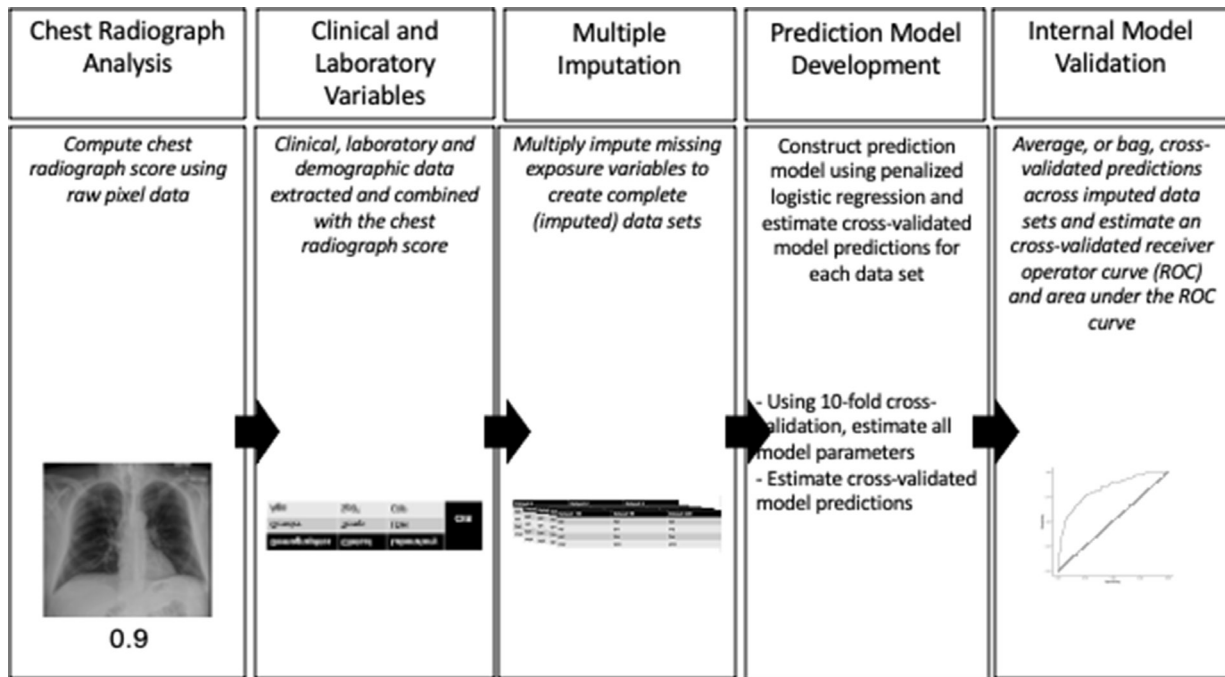 Chest Radiograph
Analysis
Clinical and
Laboratory
Variables
Multiple
Imputation
Prediction Model
Development
Internal Model
Validation
Compute chest
radiograph score using
raw pixel data
0.9
Clinical, laboratory and
demographic data
extracted and combined
with the chest
radiograph score
Multiply impute missing
exposure variables to
create complete
(imputed) data sets
Construct prediction
model using penalized
logistic regression and
estimate cross-validated
model predictions for
each data set
- Using 10-fold cross-
validation, estimate all
model parameters
- Estimate cross-validated
model predictions
Average, or bag, cross-
validated predictions
across imputed data
sets and estimate an
cross-validated receiver
operator curve (ROC)
and area under the ROC
curve